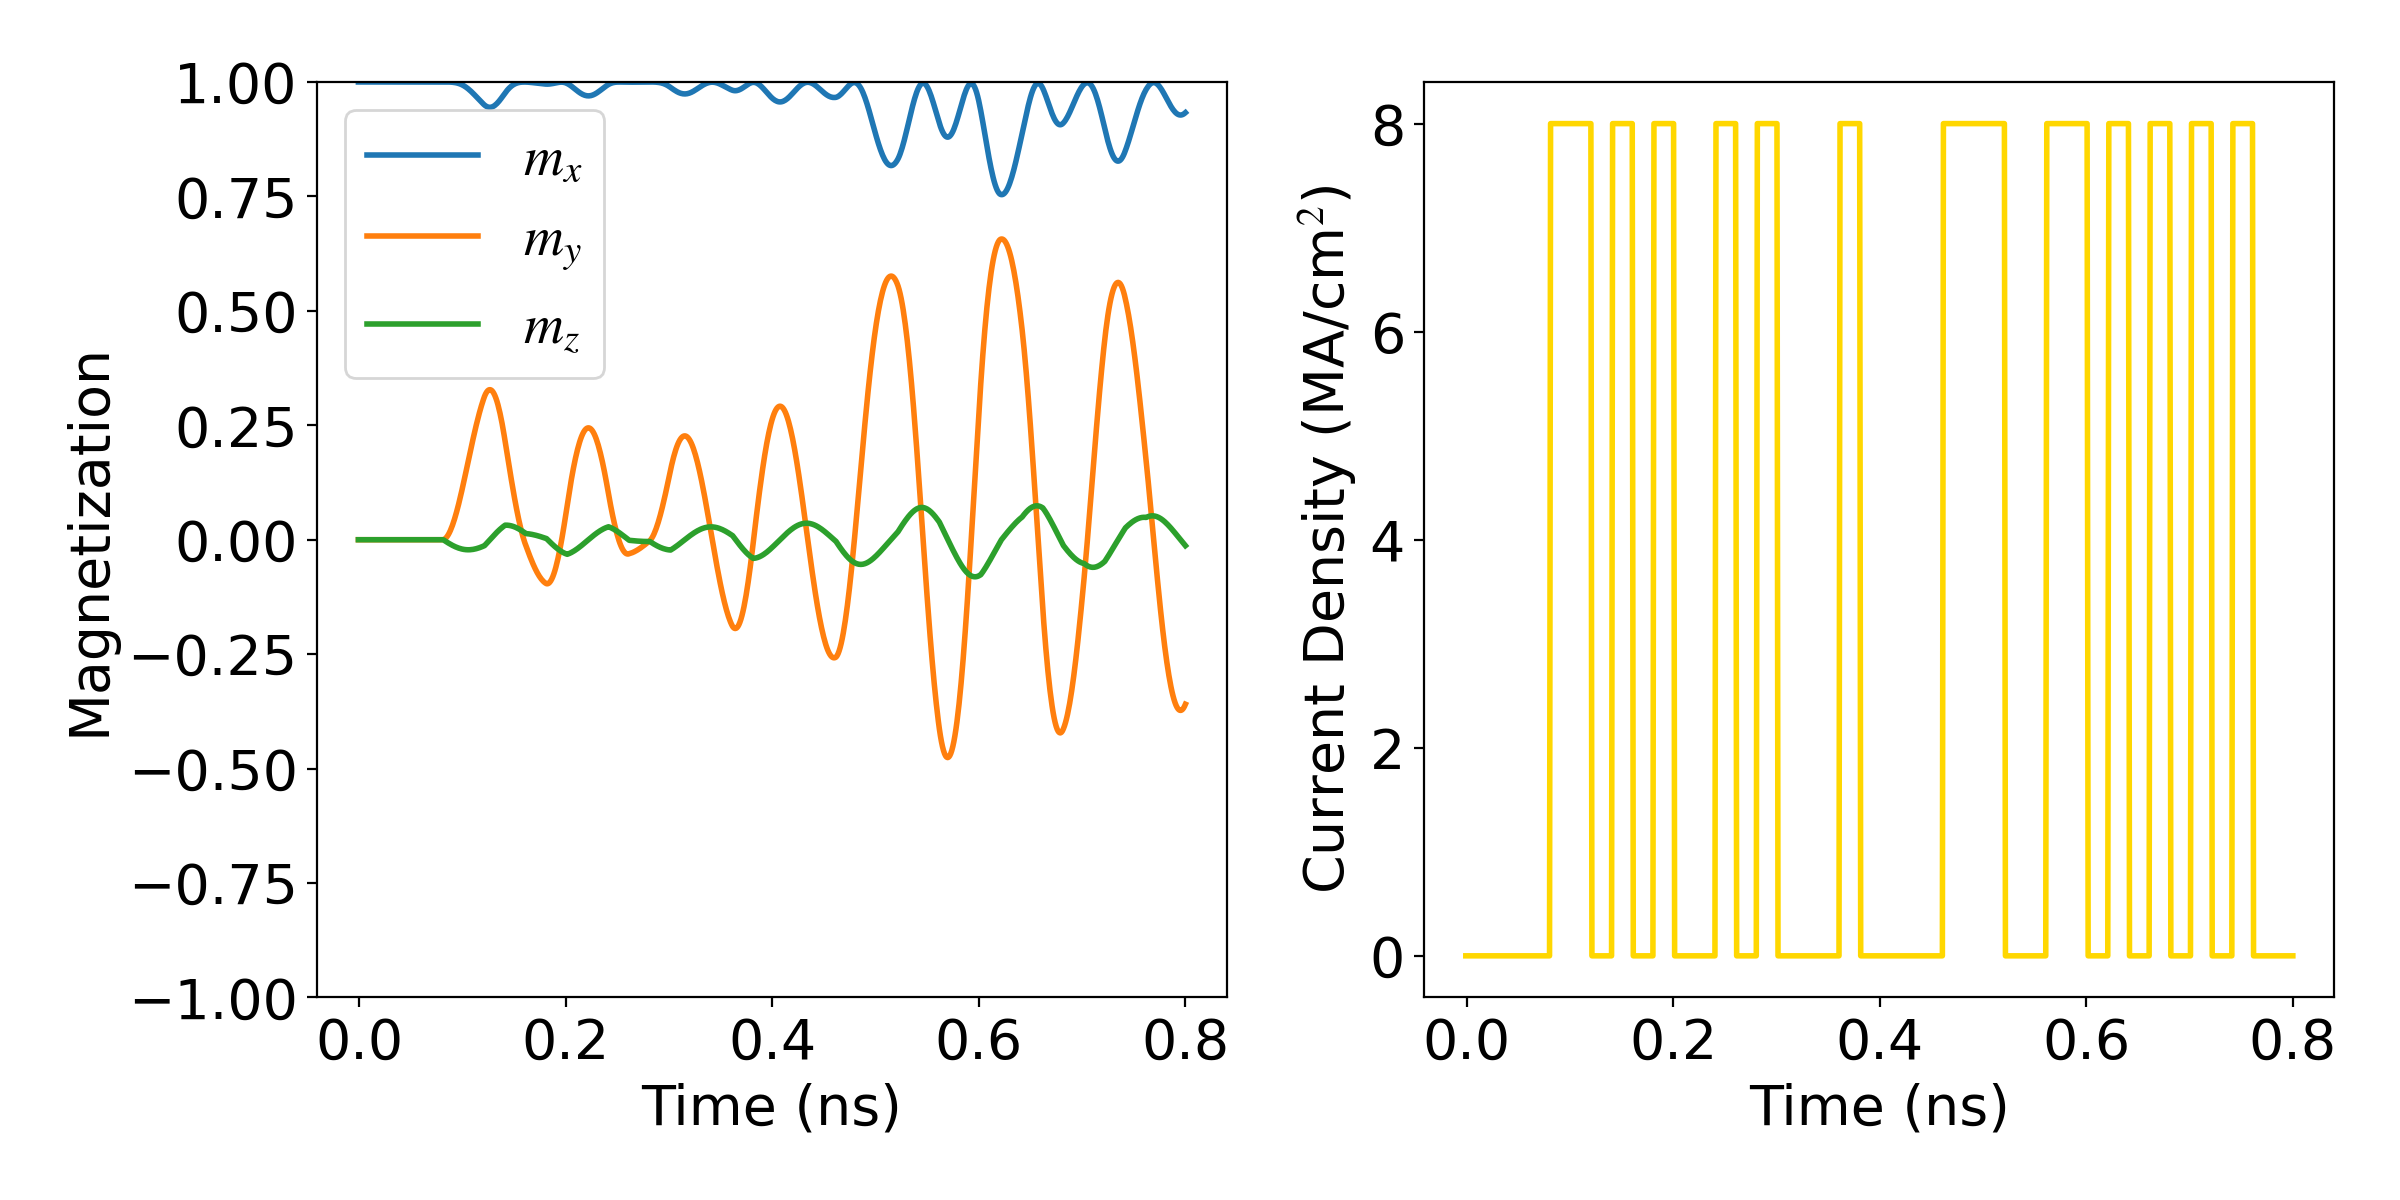 1.00
0.75
0.50
0.25
0.00
−0.25
−0.50
−0.75
−1.00
Magnetization
m_x
m_y
m_z
0.0 0.2 0.4 0.6 0.8
Time (ns)
8
6
4
2
0
Current Density (MA/cm²)
0.0 0.2 0.4 0.6 0.8
Time (ns)